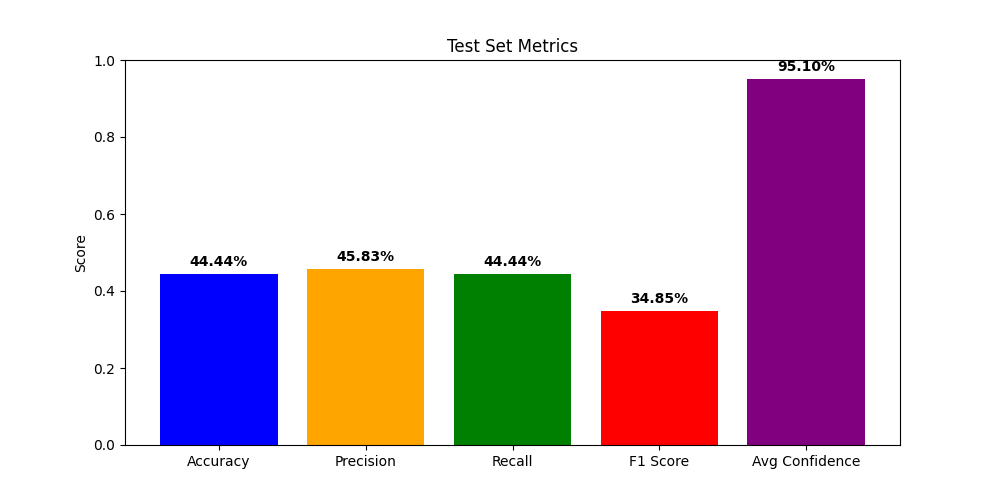 Test Set Metrics
1.0
0.8
0.6
0.4
0.2
0.0
Score
44.44%
45.83%
44.44%
34.85%
95.10%
Accuracy
Precision
Recall
F1 Score
Avg Confidence